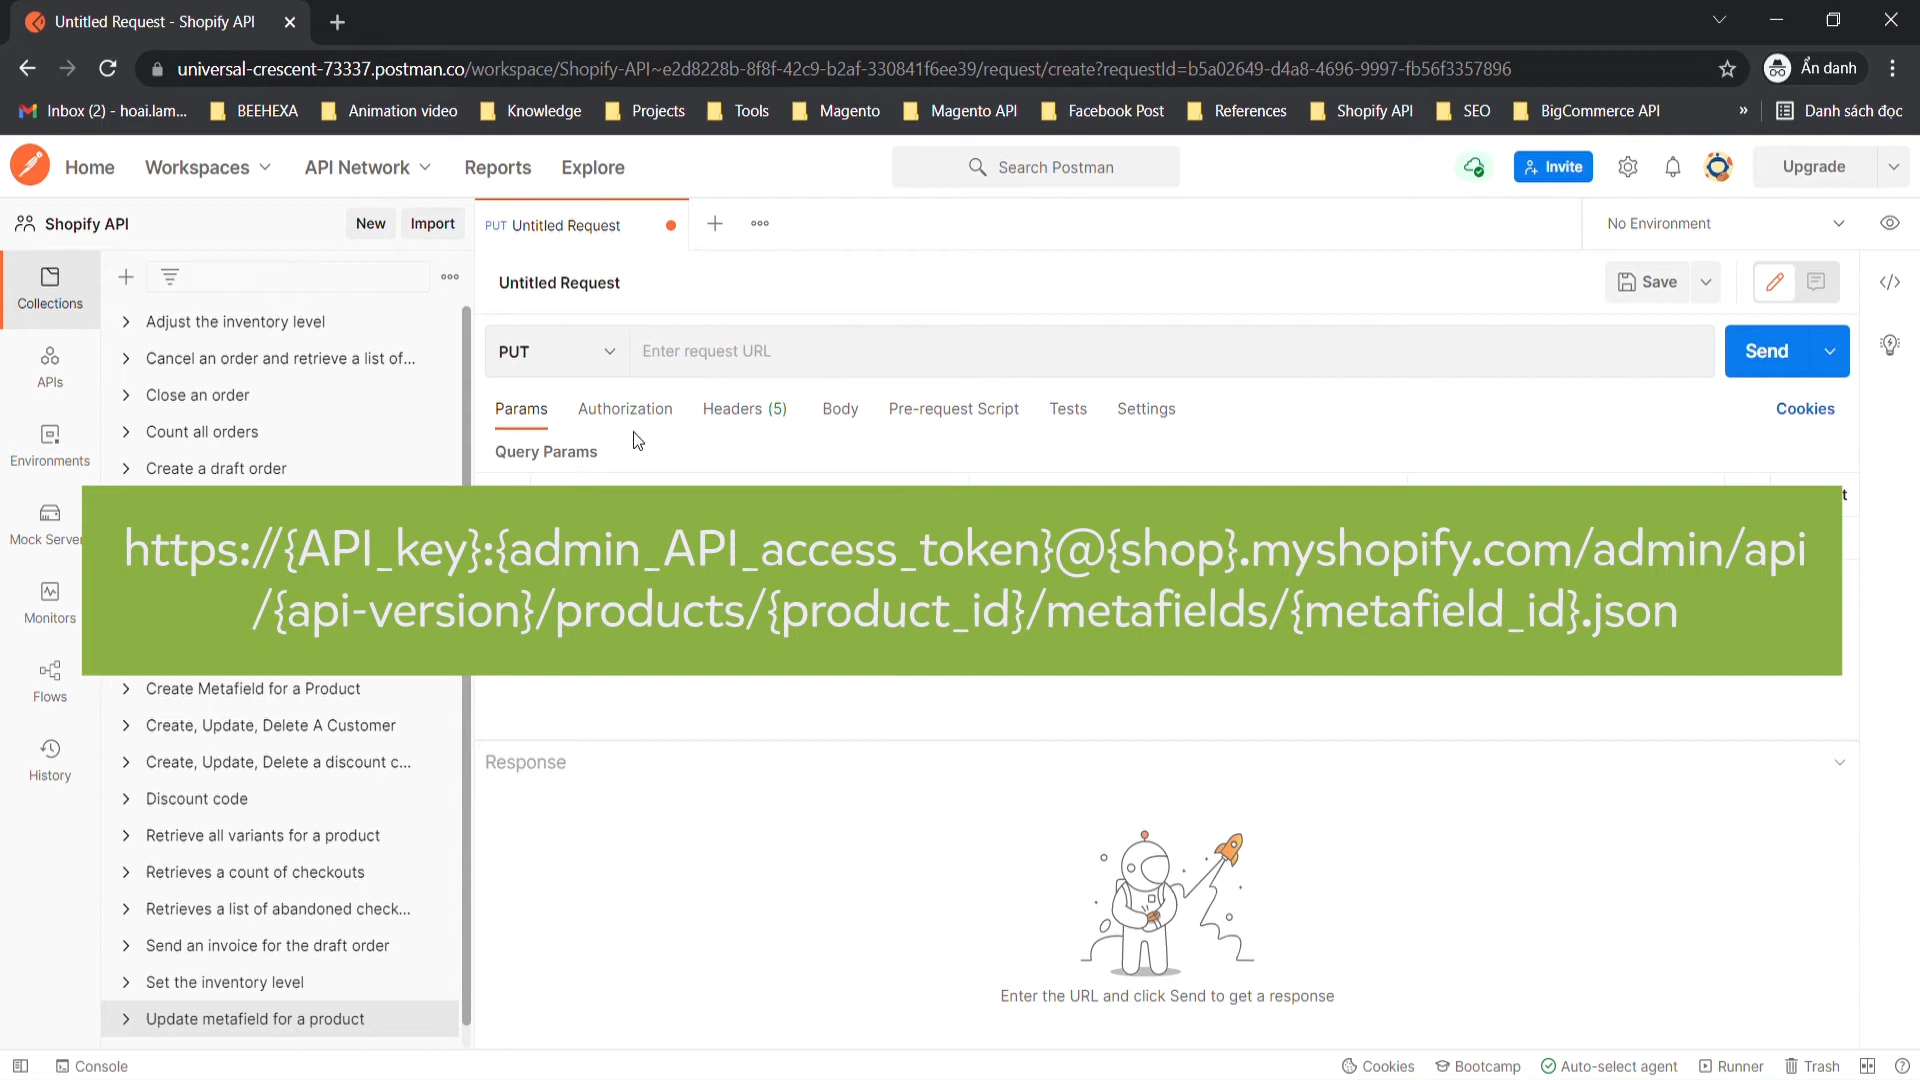 Untitled Request - Shopify API
universal-crescent-73337.postman.co/workspace/Shopify-API~e2d8228b-8f8f-42c9-b2af-330841f6ee39/request/create?requestId=b5a02649-d4a8-4696-9997-fb56f3357896
Ẩn danh
Inbox (2) - hoai.lam...
BEEHEXA
Animation video
Knowledge
Projects
Tools
Magento
Magento API
Facebook Post
References
Shopify API
SEO
BigCommerce API
»
Danh sách đọc
Home
Workspaces
API Network
Reports
Explore
Search Postman
Invite
Upgrade
Shopify API
New
Import
PUT Untitled Request
No Environment
Collections
Untitled Request
Save
Adjust the inventory level
Cancel an order and retrieve a list of...
Close an order
Count all orders
Create a draft order
APIs
Environments
Mock Server
Monitors
Flows
History
PUT
Enter request URL
Send
Params
Authorization
Headers (5)
Body
Pre-request Script
Tests
Settings
Cookies
Query Params
https://{API_key}:{admin_API_access_token}@{shop}.myshopify.com/admin/api
/{api-version}/products/{product_id}/metafields/{metafield_id}.json
Create Metafield for a Product
Create, Update, Delete A Customer
Create, Update, Delete a discount c...
Discount code
Retrieve all variants for a product
Retrieves a count of checkouts
Retrieves a list of abandoned check...
Send an invoice for the draft order
Set the inventory level
Update metafield for a product
Response
Enter the URL and click Send to get a response
Console
Cookies
Bootcamp
Auto-select agent
Runner
Trash